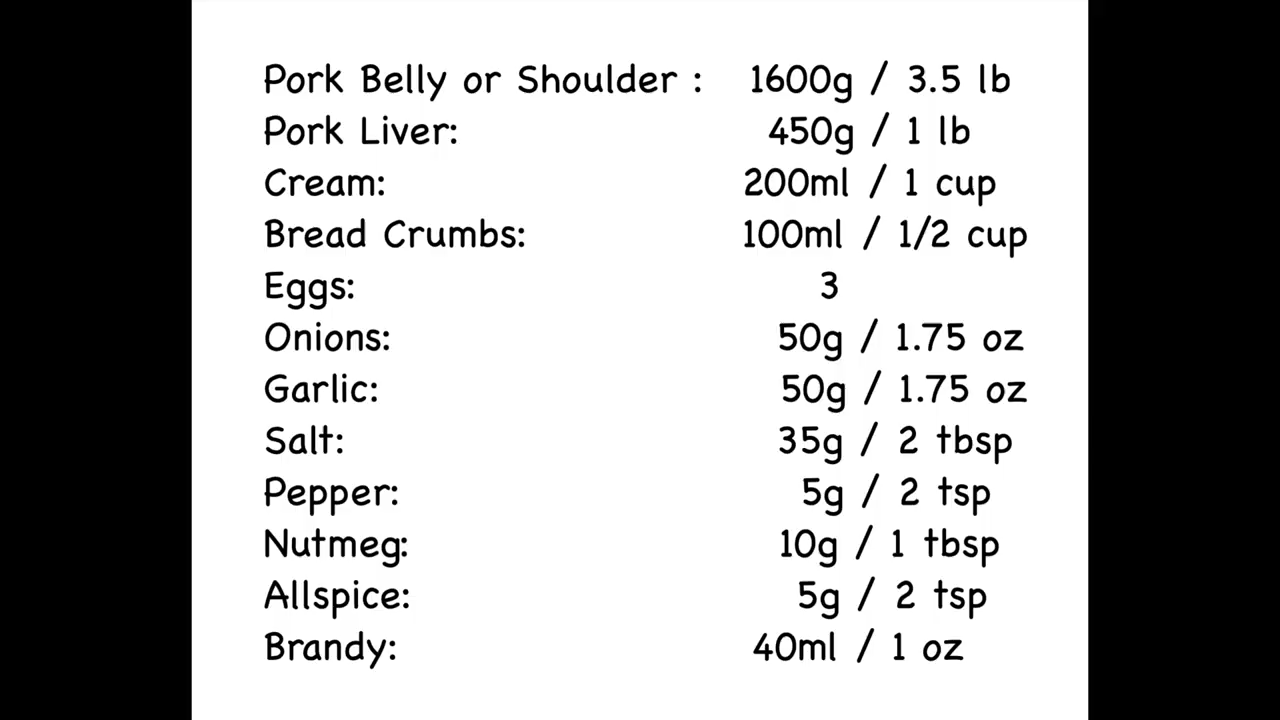 Pork Belly or Shoulder : 1600g / 3.5 lb
Pork Liver: 450g / 1 lb
Cream: 200ml / 1 cup
Bread Crumbs: 100ml / 1/2 cup
Eggs: 3
Onions: 50g / 1.75 oz
Garlic: 50g / 1.75 oz
Salt: 35g / 2 tbsp
Pepper: 5g / 2 tsp
Nutmeg: 10g / 1 tbsp
Allspice: 5g / 2 tsp
Brandy: 40ml / 1 oz